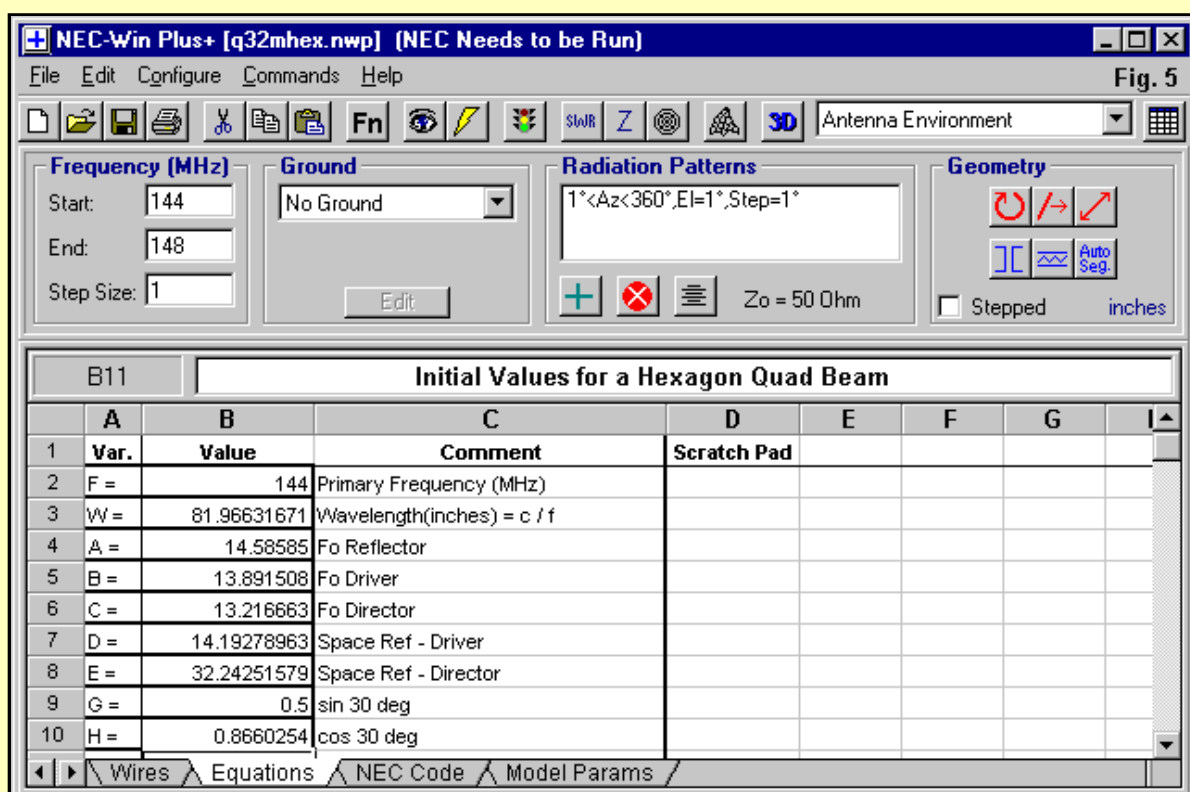 NEC-Win Plus+ [q32mhex.nwp] (NEC Needs to be Run)
File Edit Configure Commands Help Fig. 5
Fn SWR Z 3D Antenna Environment
Frequency (MHz) Ground Radiation Patterns Geometry
Start: 144 No Ground 1°<Az<360°,El=1°,Step=1°
End: 148
Auto
Seg.
Step Size: 1 Edit Zo = 50 Ohm Stepped inches
B11 Initial Values for a Hexagon Quad Beam
A B C D E F G
1 Var. Value Comment Scratch Pad
2 F = 144 Primary Frequency (MHz)
3 W = 81.96631671 Wavelength(inches) = c / f
4 A = 14.58585 Fo Reflector
5 B = 13.891508 Fo Driver
6 C = 13.216663 Fo Director
7 D = 14.19278963 Space Ref - Driver
8 E = 32.24251579 Space Ref - Director
9 G = 0.5 sin 30 deg
10 H = 0.8660254 cos 30 deg
Wires Equations NEC Code Model Params